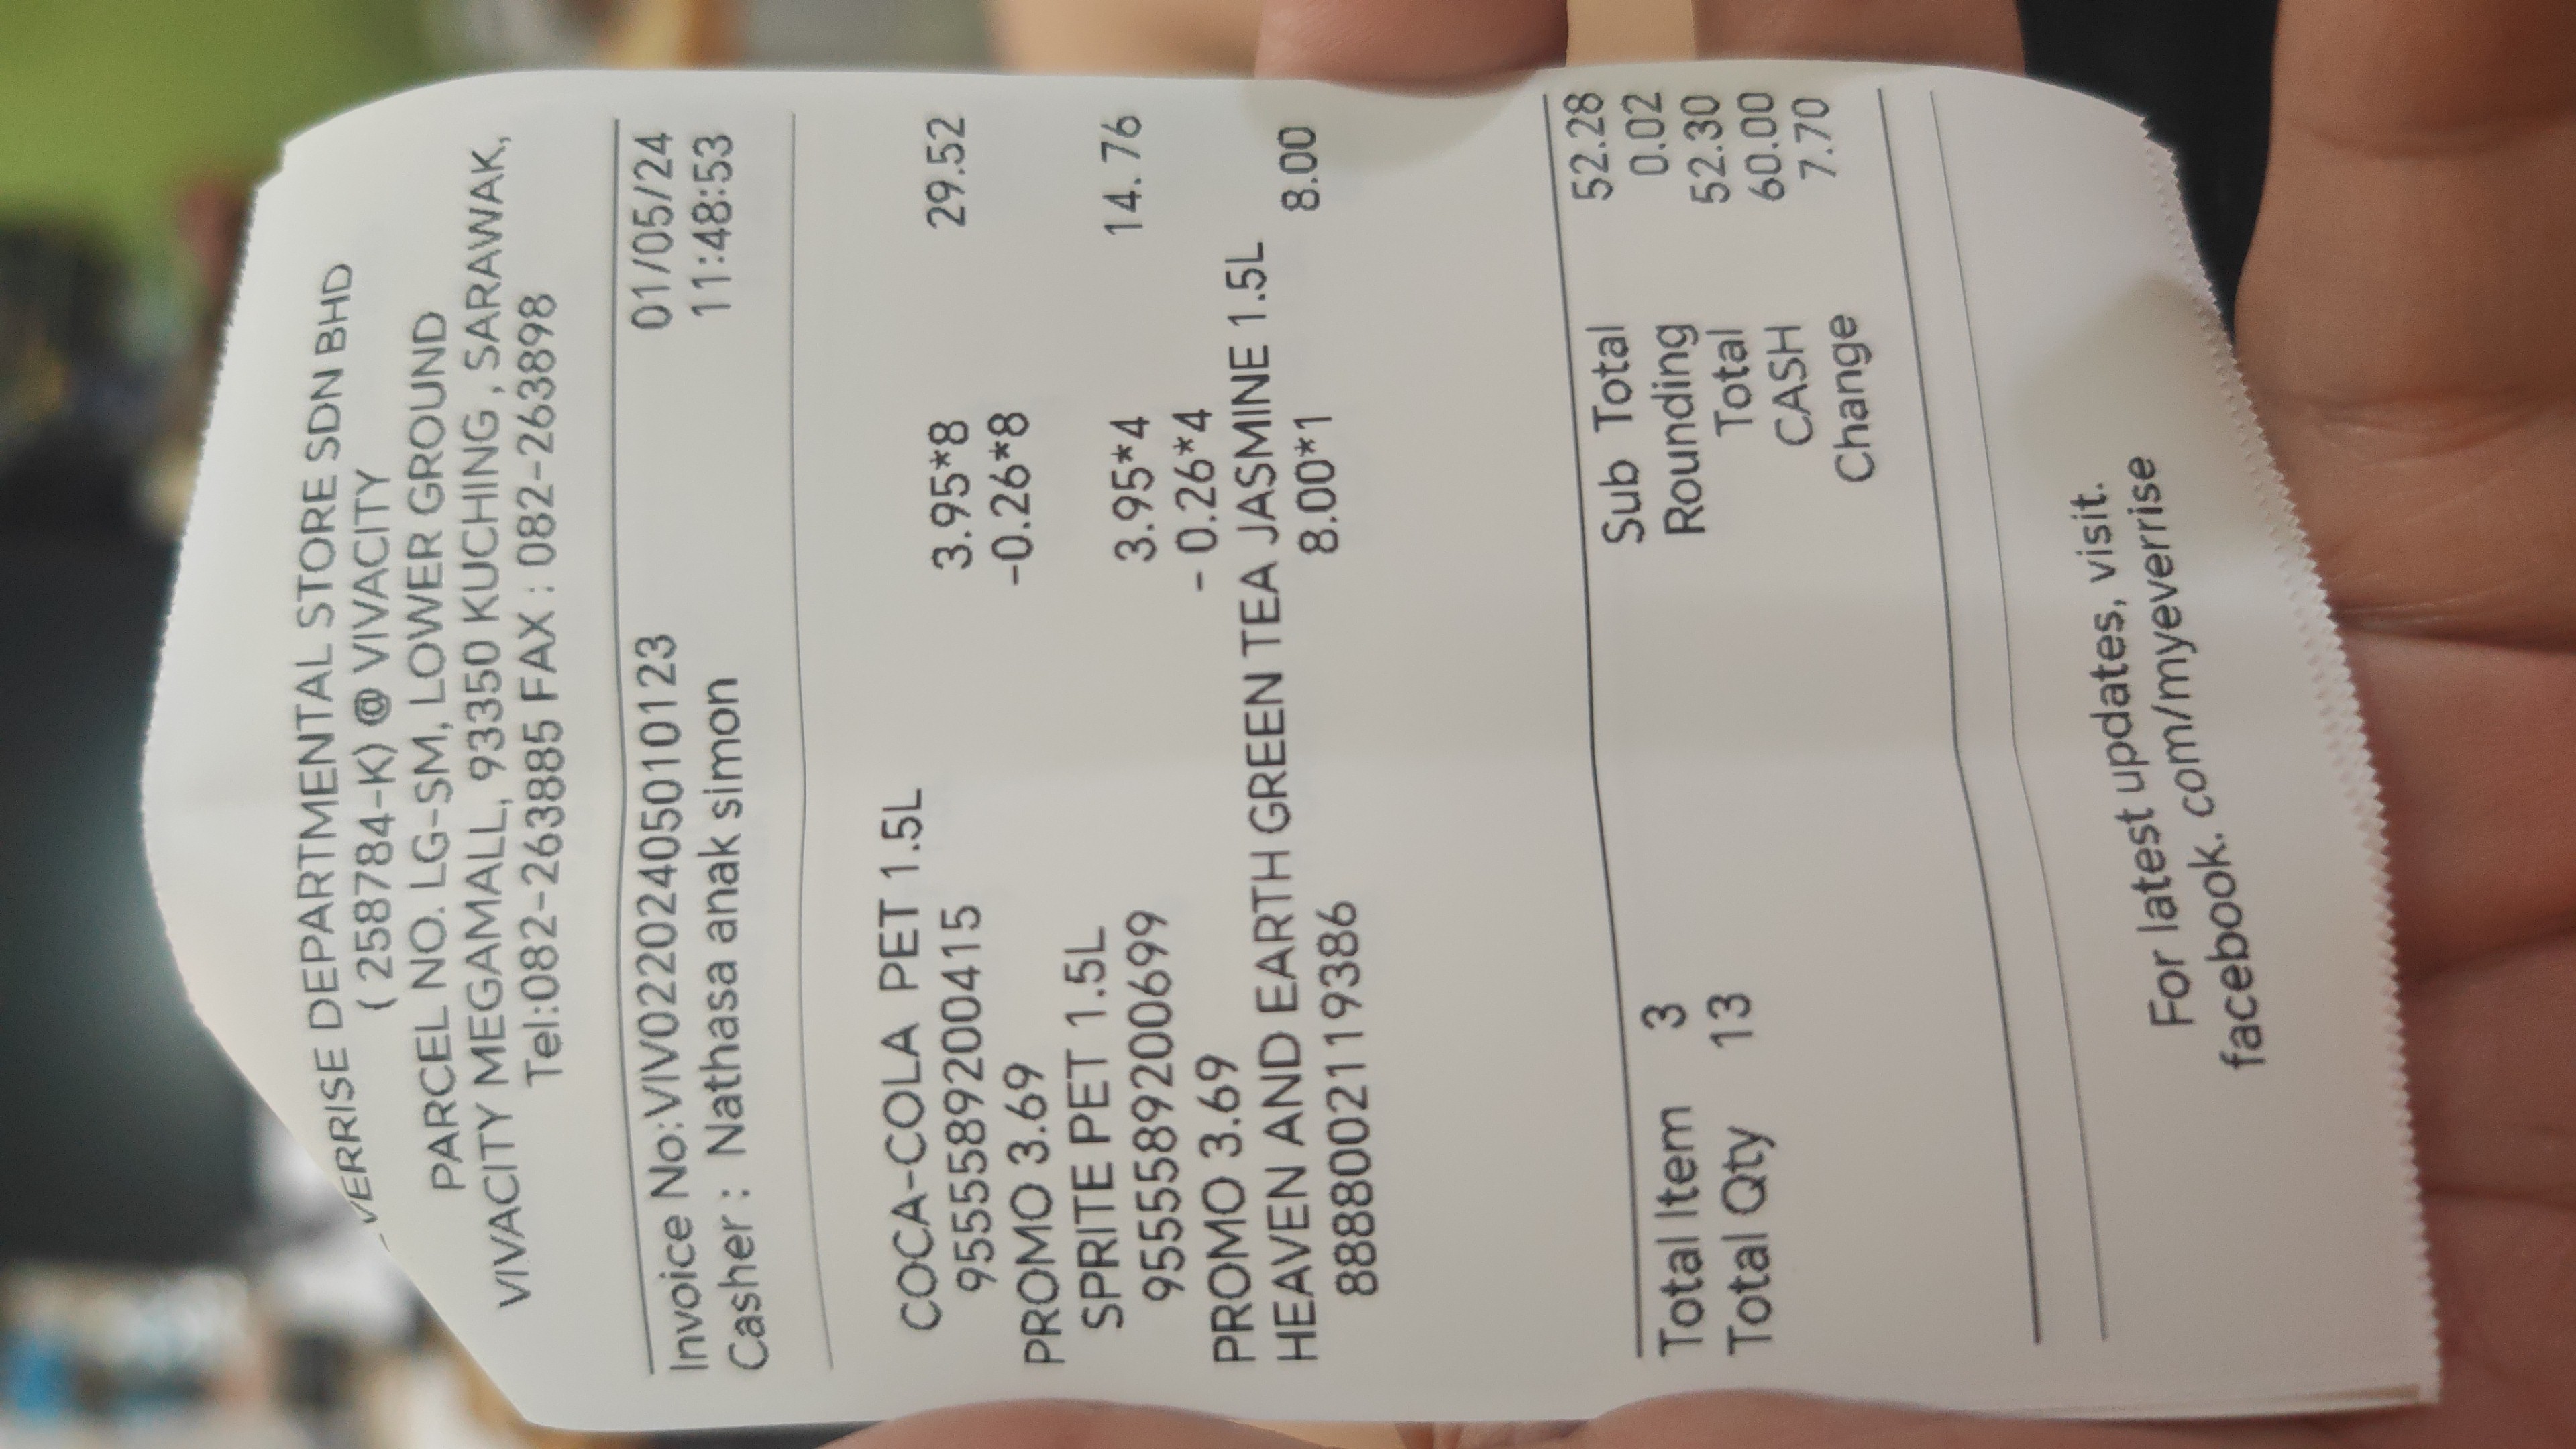 VERRISE DEPARTMENTAL STORE SDN BHD
( 258784-K) @ VIVACITY
PARCEL NO. LG-SM, LOWER GROUND
VIVACITY MEGAMALL, 93350 KUCHING , SARAWAK,
Tel:082-263885 FAX : 082-263898
Invoice No:VIV02202405010123 01/05/24
Casher : Nathasa anak simon 11:48:53
COCA-COLA PET 1.5L
9555589200415 3.95*8 29.52
PROMO 3.69 -0.26*8
SPRITE PET 1.5L
9555589200699 3.95*4 14. 76
PROMO 3.69 - 0.26*4
HEAVEN AND EARTH GREEN TEA JASMINE 1.5L
8888002119386 8.00*1 8.00
Sub Total 52.28
Total Item 3 Rounding 0.02
Total Qty 13 Total 52.30
CASH 60.00
Change 7.70
For latest updates, visit.
facebook. com/myeverrise